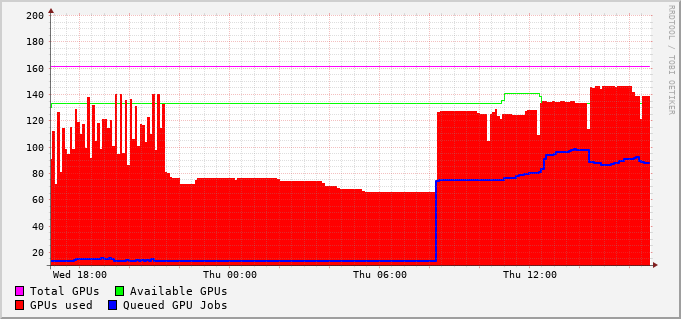 200
180
160
140
120
100
80
60
40
20
Wed 18:00 Thu 00:00 Thu 06:00 Thu 12:00
Total GPUs Available GPUs
GPUs used Queued GPU Jobs
RRDTOOL / TOBI OETIKER